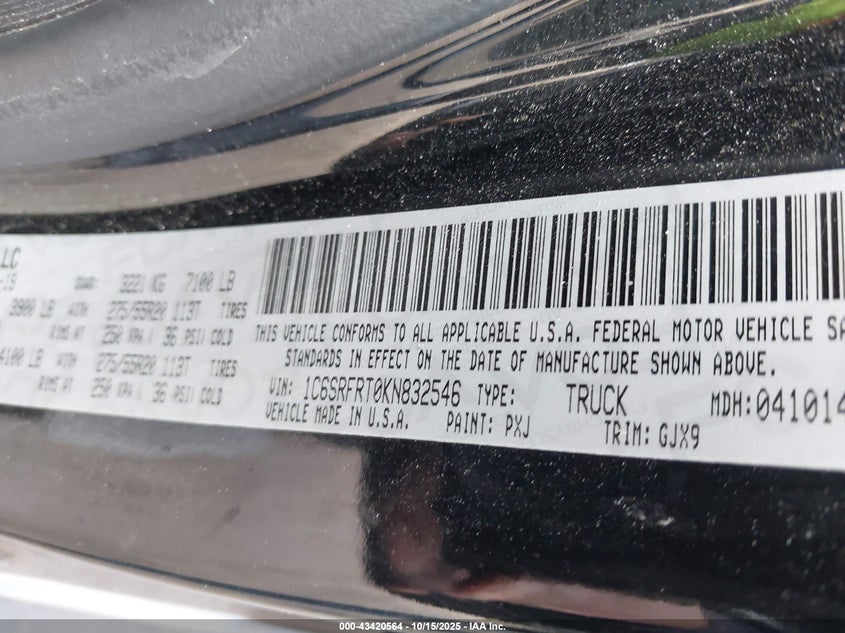 LLC
-19
GVWR: 3221 KG 7100 LB
3900 LB WITH 275/55R20 113T TIRES
RIMS AT 250 KPA ( 36 PSI) COLD
4100 LB WITH 275/55R20 113T TIRES
RIMS AT 250 KPA ( 36 PSI) COLD
THIS VEHICLE CONFORMS TO ALL APPLICABLE U.S.A. FEDERAL MOTOR VEHICLE SA
STANDARDS IN EFFECT ON THE DATE OF MANUFACTURE SHOWN ABOVE.
VIN: 1C6SRFRT0KN832546 TYPE: TRUCK MDH:041014
VEHICLE MADE IN U.S.A. PAINT: PXJ TRIM: GJX9
000-43420564 - 10/15/2025 - IAA Inc.